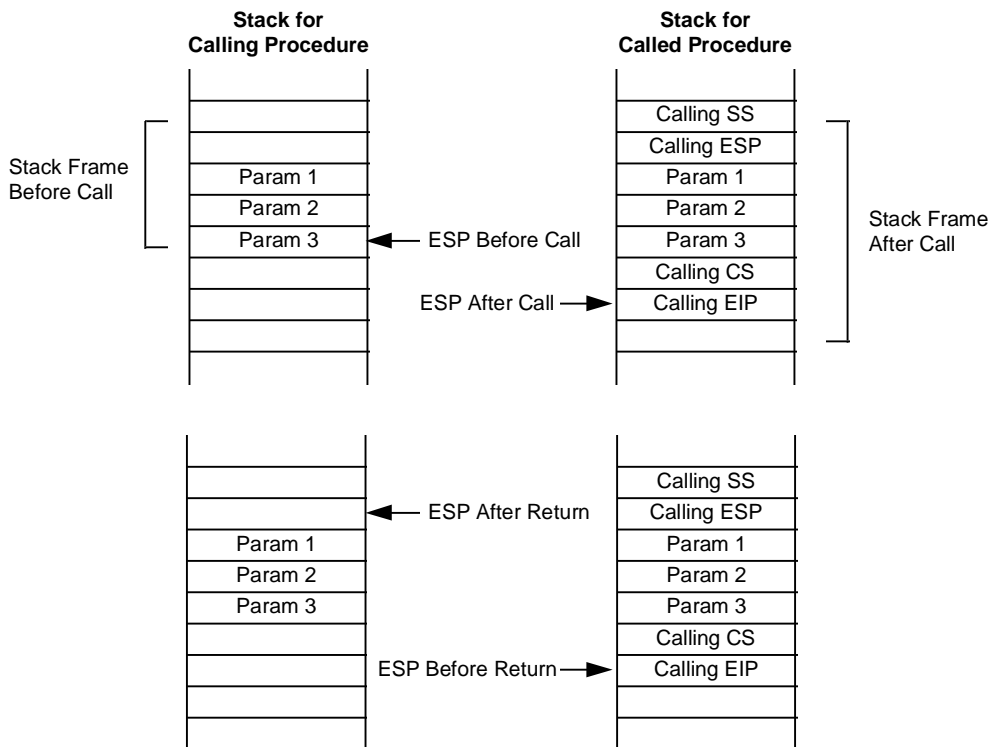 Stack for
Calling Procedure
Stack for
Called Procedure
Stack Frame
Before Call
Param 1
Param 2
Param 3
ESP Before Call
ESP After Call
Calling SS
Calling ESP
Param 1
Param 2
Param 3
Calling CS
Calling EIP
Stack Frame
After Call
Param 1
Param 2
Param 3
ESP After Return
ESP Before Return
Calling SS
Calling ESP
Param 1
Param 2
Param 3
Calling CS
Calling EIP